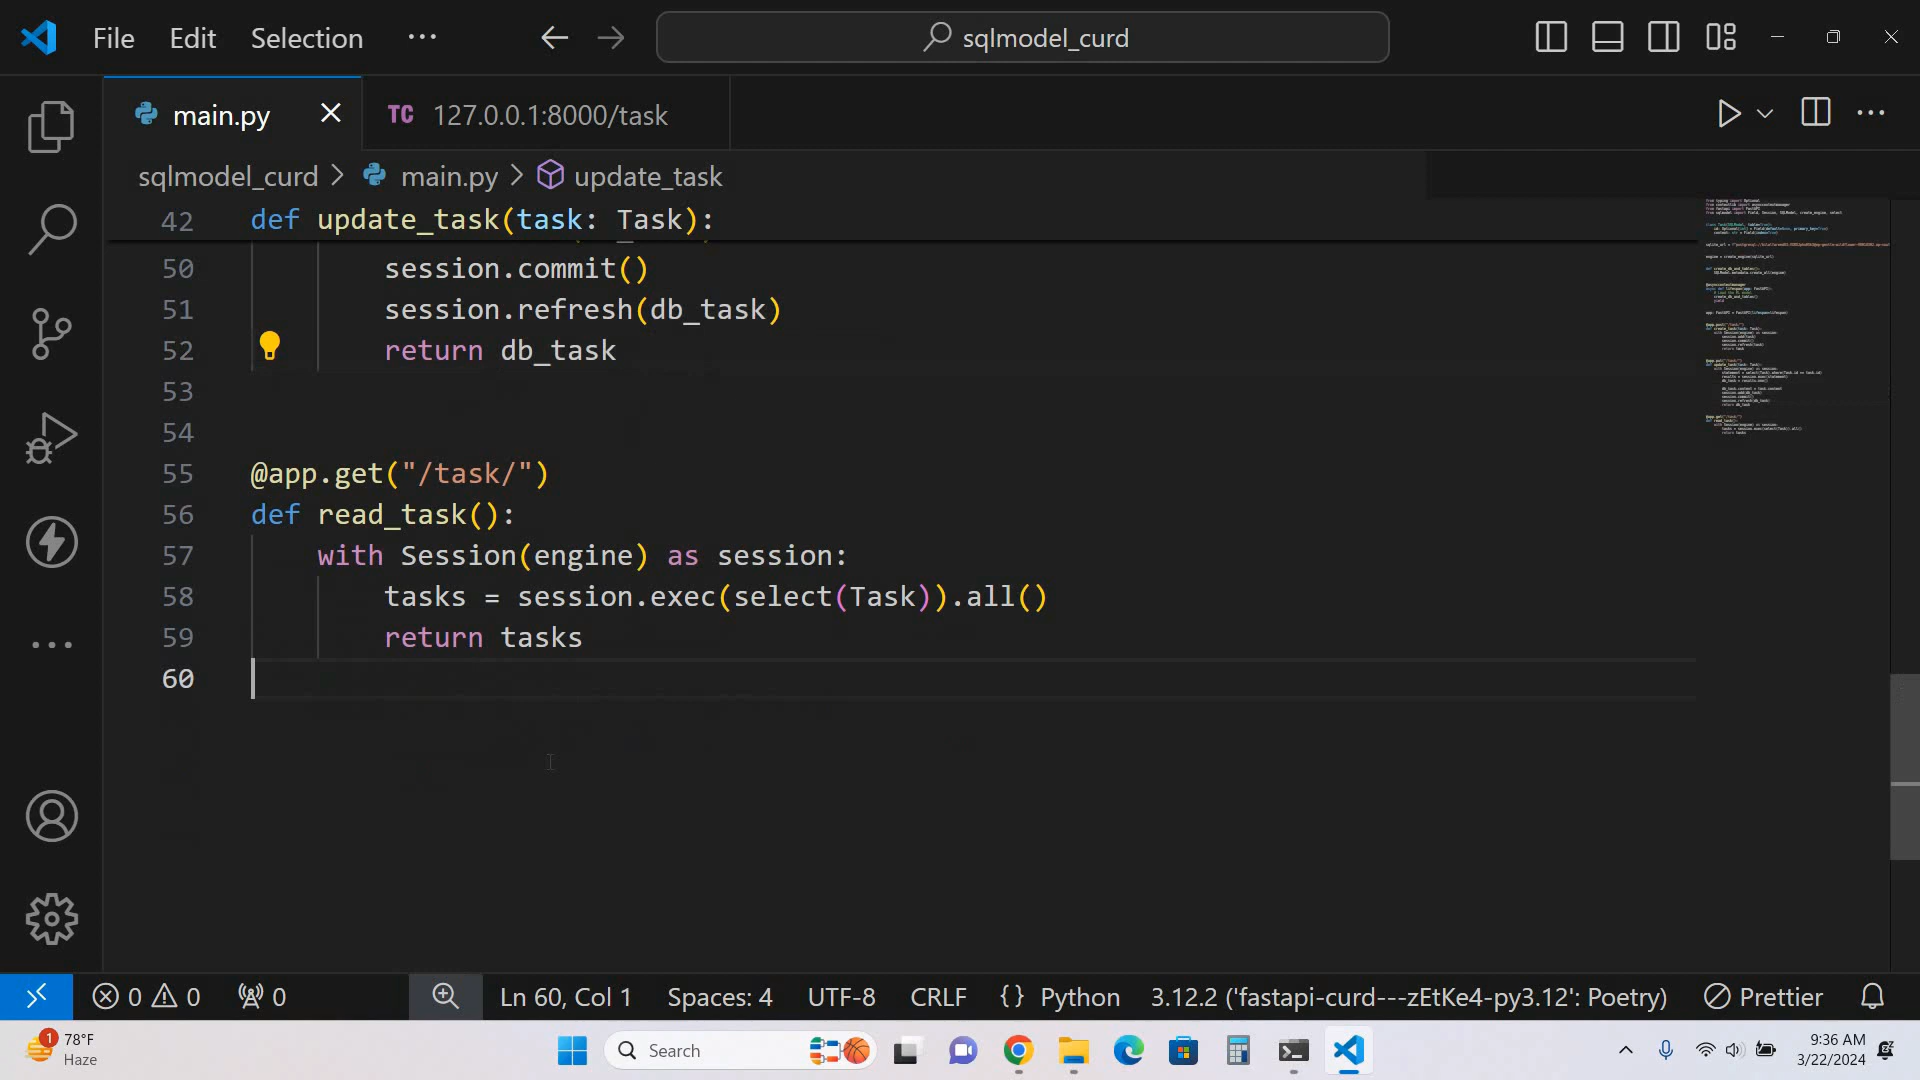 File Edit Selection ···
sqlmodel_curd
main.py
TC 127.0.0.1:8000/task
sqlmodel_curd > main.py > update_task
42 def update_task(task: Task):
50 session.commit()
51 session.refresh(db_task)
52 return db_task
53
54
55 @app.get("/task/")
56 def read_task():
57 with Session(engine) as session:
58 tasks = session.exec(select(Task)).all()
59 return tasks
60
0 0 0 Ln 60, Col 1 Spaces: 4 UTF-8 CRLF {} Python 3.12.2 ('fastapi-curd---zEtKe4-py3.12': Poetry) Prettier
1 78°F
Haze
Search
9:36 AM
3/22/2024